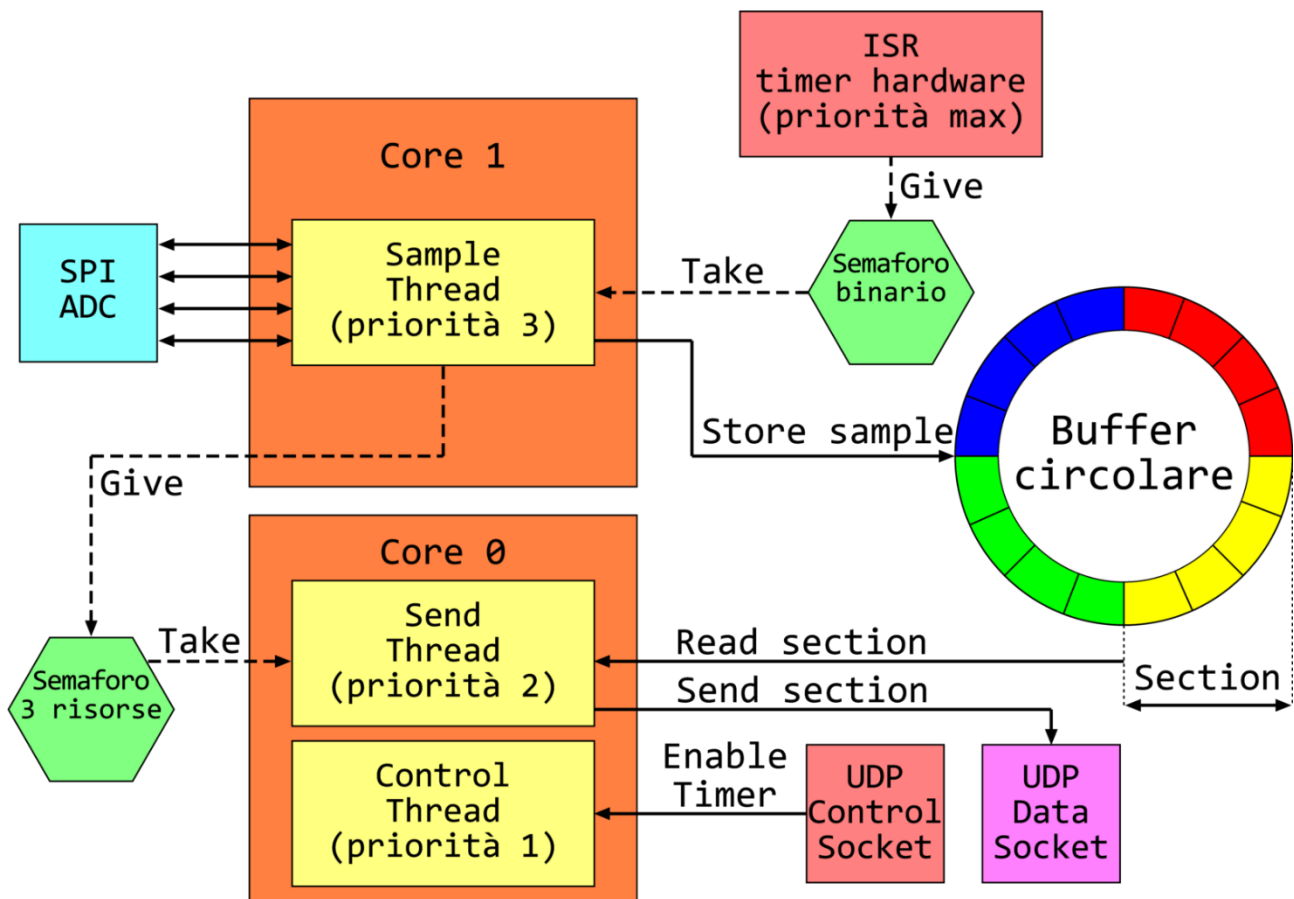 ISR
timer hardware
(priorità max)
Core 1
Give
SPI
ADC
Sample
Thread
(priorità 3)
Take
Semaforo
binario
Store sample
Buffer
circolare
Give
Core 0
Semaforo
3 risorse
Take
Send
Thread
(priorità 2)
Read section
Send section
Section
Control
Thread
(priorità 1)
Enable
Timer
UDP
Control
Socket
UDP
Data
Socket